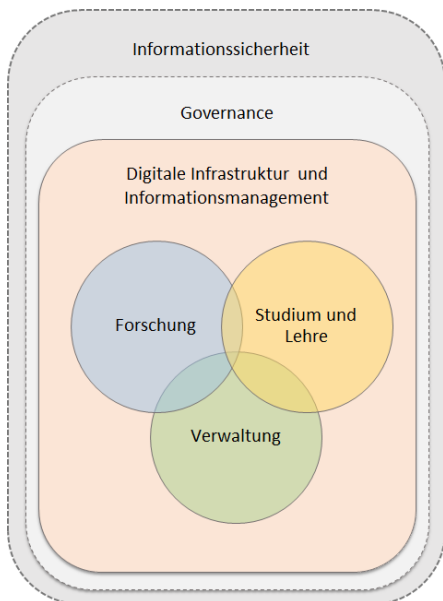 Informationssicherheit
Governance
Digitale Infrastruktur und
Informationsmanagement
Forschung
Studium und
Lehre
Verwaltung